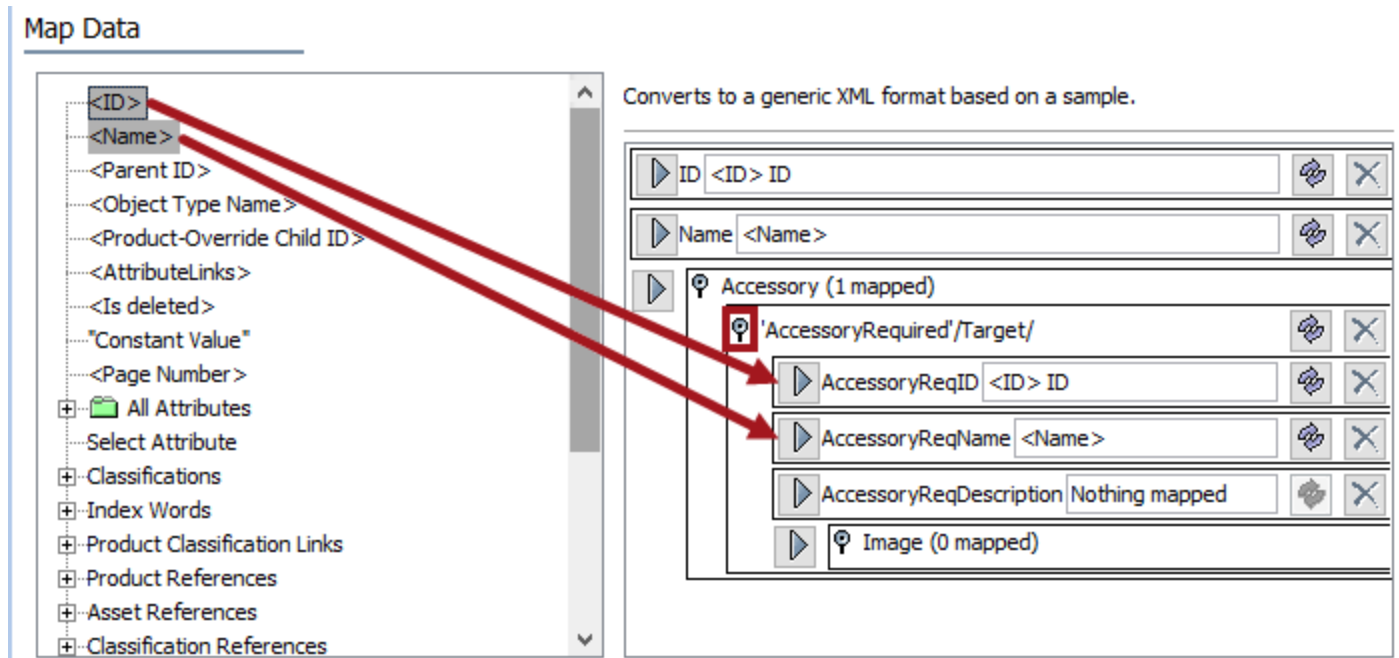 Map Data
<ID>
<Name>
<Parent ID>
<Object Type Name>
<Product-Override Child ID>
<AttributeLinks>
<Is deleted>
"Constant Value"
<Page Number>
All Attributes
Select Attribute
Classifications
Index Words
Product Classification Links
Product References
Asset References
Classification References
Converts to a generic XML format based on a sample.
ID <ID> ID
Name <Name>
Accessory (1 mapped)
'AccessoryRequired'/Target/
AccessoryReqID <ID> ID
AccessoryReqName <Name>
AccessoryReqDescription Nothing mapped
Image (0 mapped)